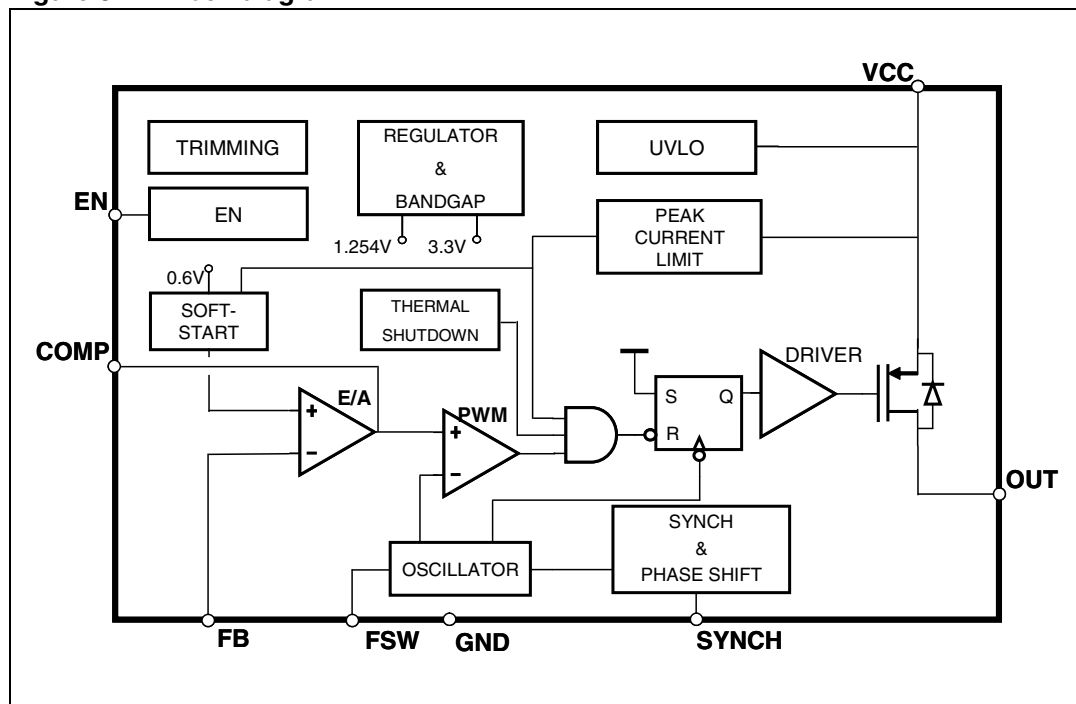 VCC
TRIMMING
REGULATOR
&
BANDGAP
UVLO
EN
EN
PEAK
CURRENT
LIMIT
1.254V
3.3V
0.6V
SOFT-
START
THERMAL
SHUTDOWN
COMP
DRIVER
E/A
+
-
PWM
+
-
S
Q
R
OUT
OSCILLATOR
SYNCH
&
PHASE SHIFT
FB
FSW
GND
SYNCH